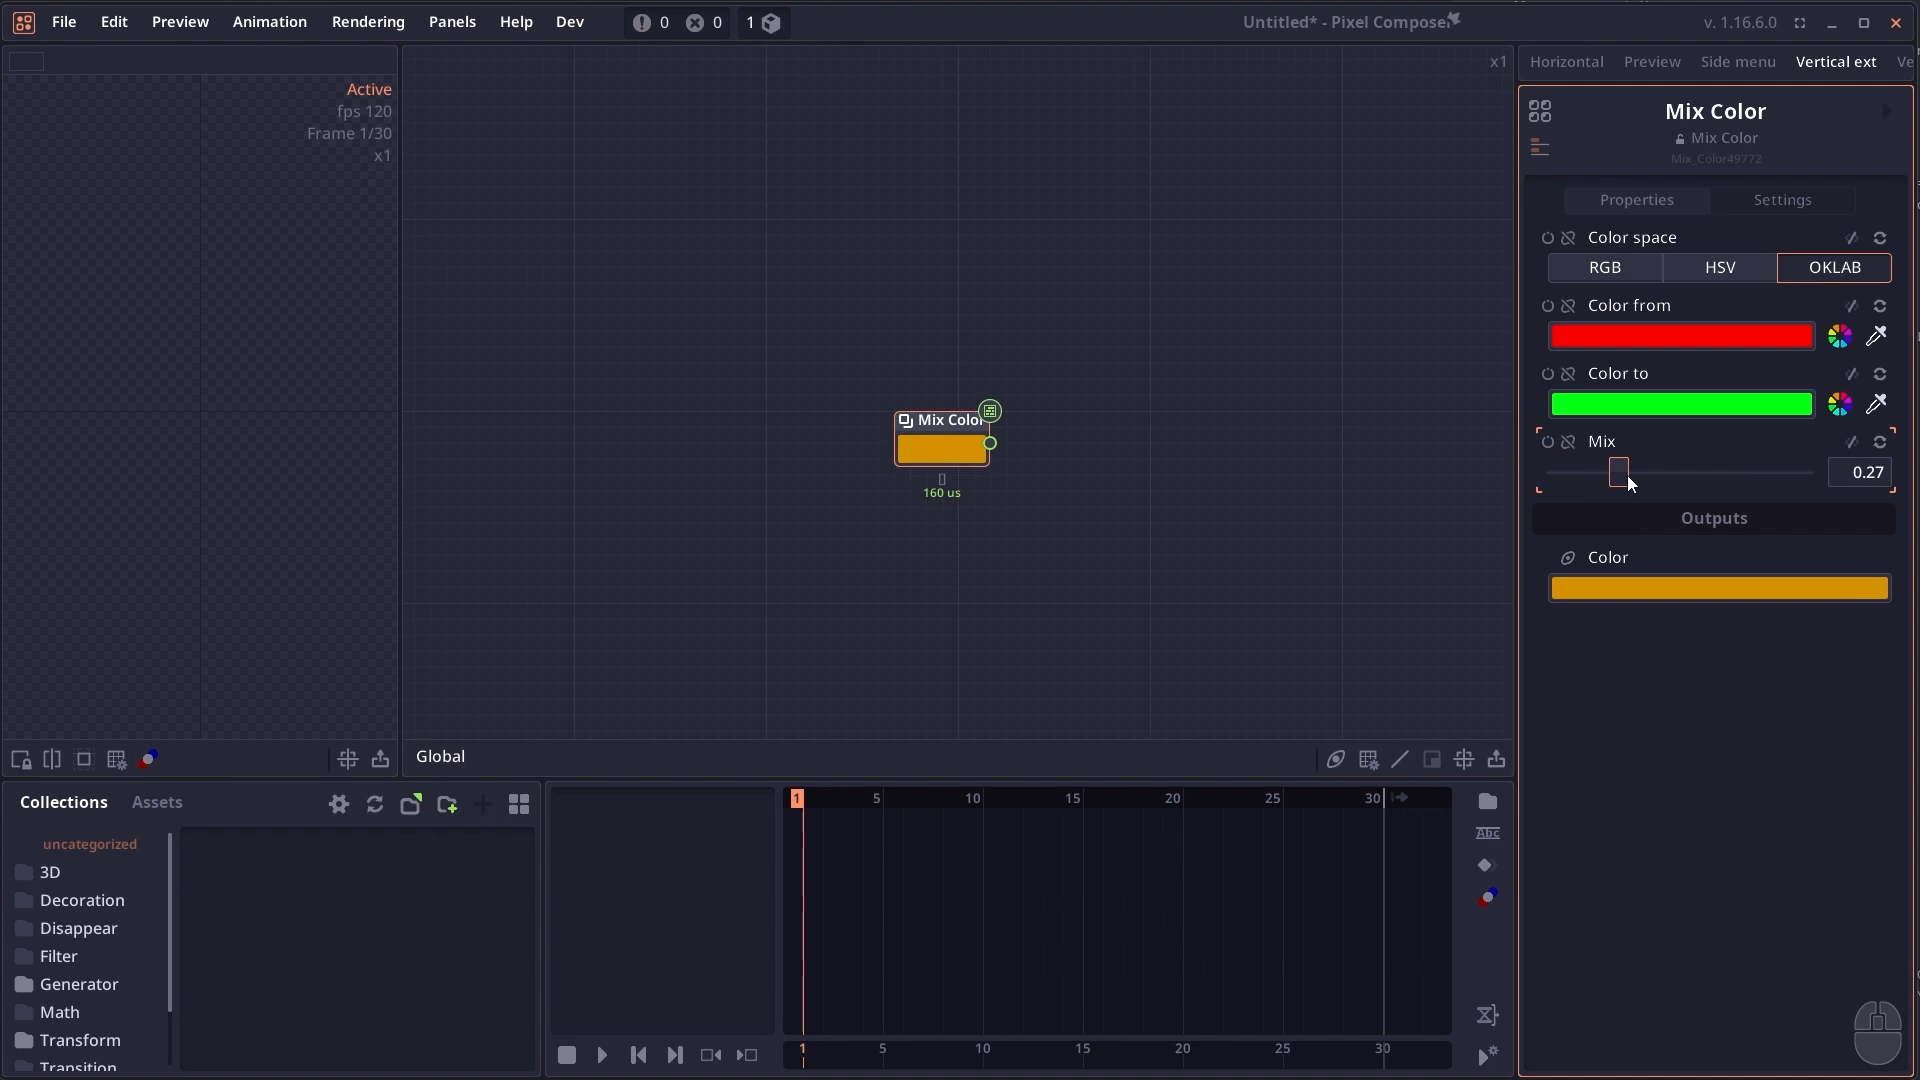 File Edit Preview Animation Rendering Panels Help Dev 0 0 1 Untitled* - Pixel Composer v. 1.16.6.0
Active
fps 120
Frame 1/30
x1
x1
Mix Color
160 us
Global
Horizontal Preview Side menu Vertical ext Ve
Mix Color
Mix Color
Mix_Color49772
Properties Settings
Color space
RGB HSV OKLAB
Color from
Color to
Mix
0.27
Outputs
Color
Collections Assets
uncategorized
3D
Decoration
Disappear
Filter
Generator
Math
Transform
Transition
1 5 10 15 20 25 30
Abc
1 5 10 15 20 25 30